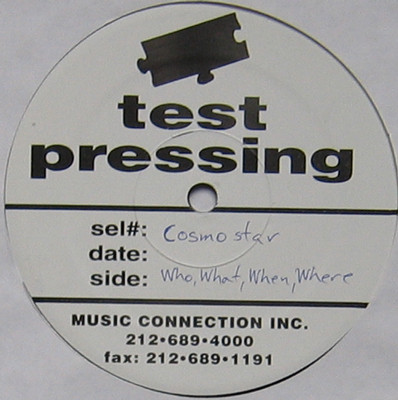 test
pressing
sel#: Cosmo star
date:
side: Who, What, When, Where
MUSIC CONNECTION INC.
212•689•4000
fax: 212•689•1191